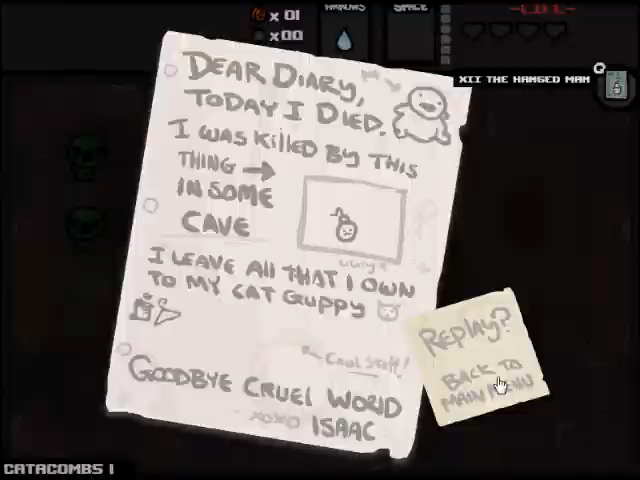 x 01
x 00
SPACE
-LIFE-
XII THE HANGED MAN
Q
DEAR DIARY,
TODAY I DIED.
I WAS KILLED BY THIS
THING →
IN SOME
CAVE
I LEAVE ALL THAT I OWN
TO MY CAT GUPPY
COOL STUFF!
GOODBYE CRUEL WORLD
XOXO ISAAC
REPLAY?
BACK TO
MAIN MENU
CATACOMBS I